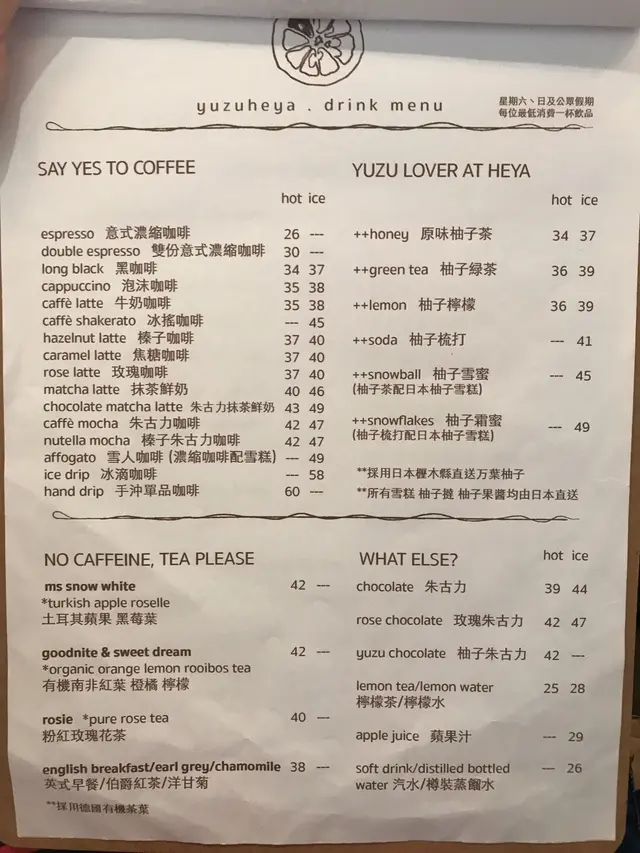 yuzuheya . drink menu
星期六、日及公眾假期
每位最低消費一杯飲品
SAY YES TO COFFEE
hot ice
espresso 意式濃縮咖啡 26 ---
double espresso 雙份意式濃縮咖啡 30 ---
long black 黑咖啡 34 37
cappuccino 泡沫咖啡 35 38
caffè latte 牛奶咖啡 35 38
caffè shakerato 冰搖咖啡 --- 45
hazelnut latte 榛子咖啡 37 40
caramel latte 焦糖咖啡 37 40
rose latte 玫瑰咖啡 37 40
matcha latte 抹茶鮮奶 40 46
chocolate matcha latte 朱古力抹茶鮮奶 43 49
caffè mocha 朱古力咖啡 42 47
nutella mocha 榛子朱古力咖啡 42 47
affogato 雪人咖啡 (濃縮咖啡配雪糕) --- 49
ice drip 冰滴咖啡 --- 58
hand drip 手沖單品咖啡 60 ---
YUZU LOVER AT HEYA
hot ice
++honey 原味柚子茶 34 37
++green tea 柚子緑茶 36 39
++lemon 柚子檸檬 36 39
++soda 柚子梳打 --- 41
++snowball 柚子雪蜜 --- 45
(柚子茶配日本柚子雪糕)
++snowflakes 柚子霜蜜 --- 49
(柚子梳打配日本柚子雪糕)
**採用日本櫪木縣直送万葉柚子
**所有雪糕 柚子撻 柚子果醬均由日本直送
NO CAFFEINE, TEA PLEASE
ms snow white 42 ---
*turkish apple roselle
土耳其蘋果 黑莓葉
goodnite & sweet dream 42 ---
*organic orange lemon rooibos tea
有機南非紅葉 橙橘 檸檬
rosie *pure rose tea 40 ---
粉紅玫瑰花茶
english breakfast/earl grey/chamomile 38 ---
英式早餐/伯爵紅茶/洋甘菊
**採用德國有機茶葉
WHAT ELSE?
hot ice
chocolate 朱古力 39 44
rose chocolate 玫瑰朱古力 42 47
yuzu chocolate 柚子朱古力 42 ---
lemon tea/lemon water 25 28
檸檬茶/檸檬水
apple juice 蘋果汁 --- 29
soft drink/distilled bottled --- 26
water 汽水/樽裝蒸餾水